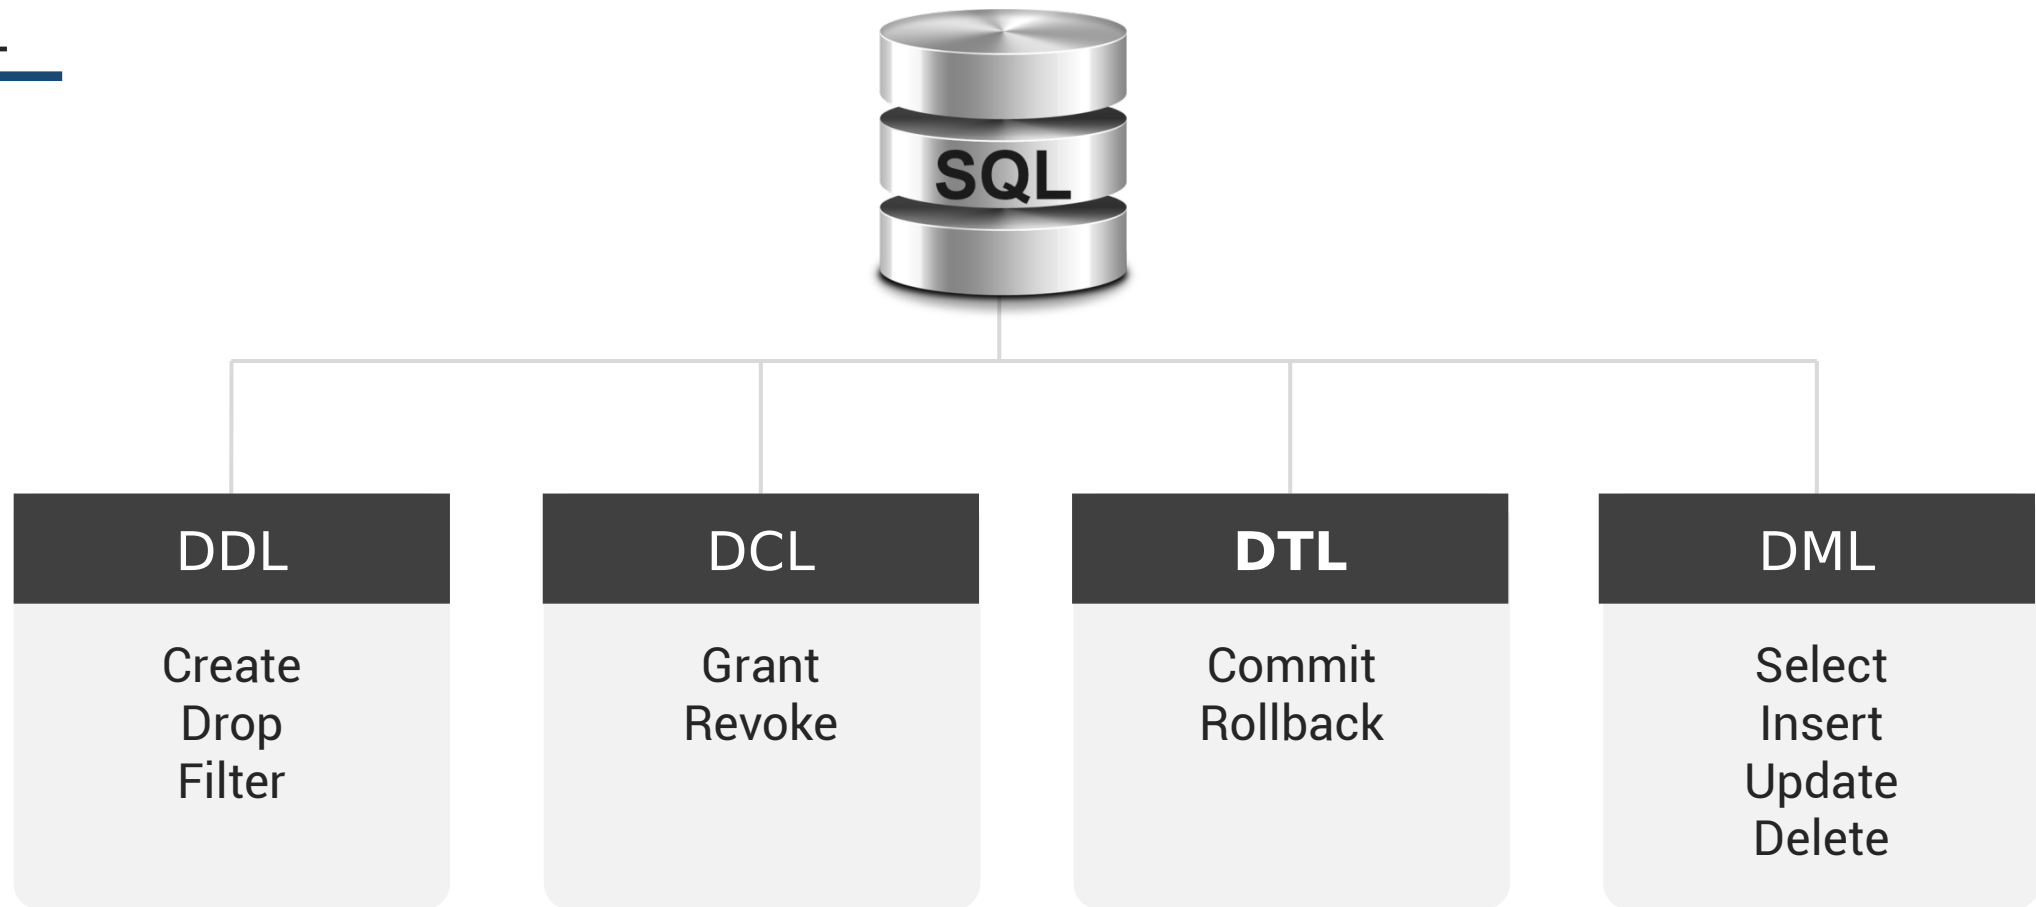 SQL
DDL
Create
Drop
Filter
DCL
Grant
Revoke
DTL
Commit
Rollback
DML
Select
Insert
Update
Delete